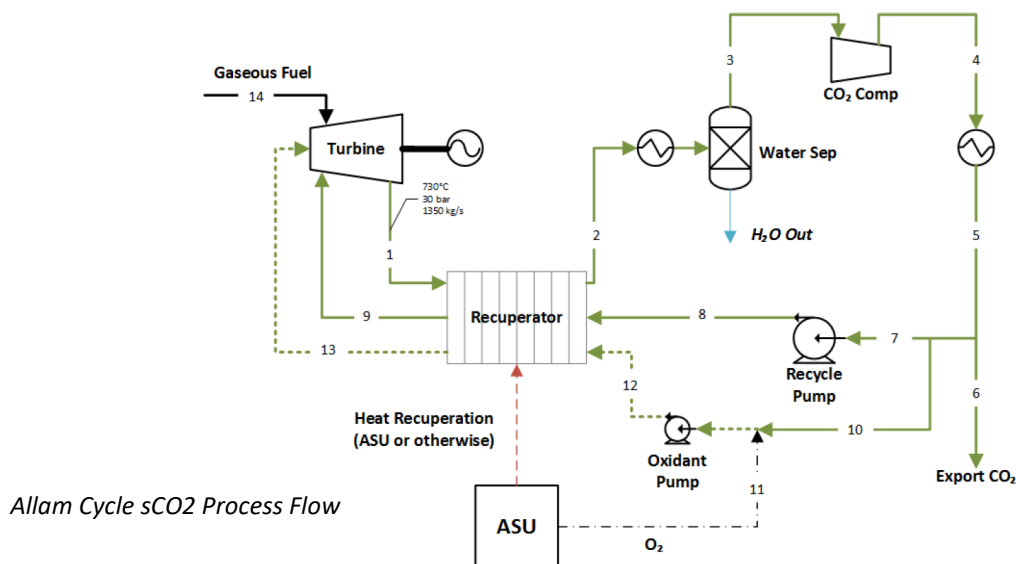 3
4
CO₂ Comp
Gaseous Fuel
14
Turbine
Water Sep
730°C
30 bar
1350 kg/s
1
2
H₂O Out
5
Recuperator
9
8
7
13
Recycle
Pump
6
12
Heat Recuperation
(ASU or otherwise)
10
Oxidant
Pump
Export CO₂
11
Allam Cycle sCO2 Process Flow
ASU
O₂